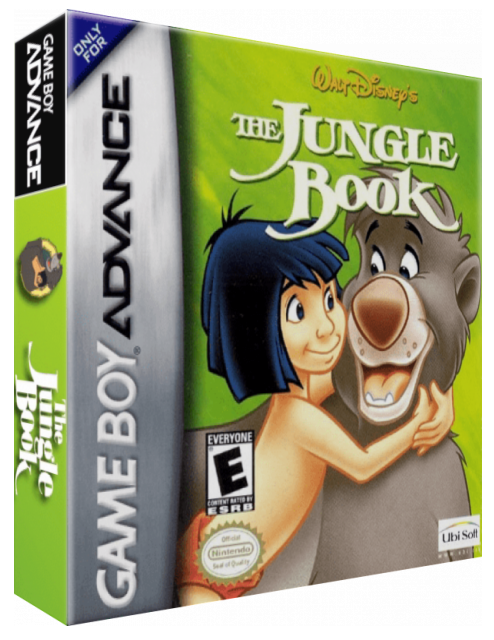 GAME BOY
ADVANCE
The
Jungle
Book
ONLY
FOR
GAME BOY ADVANCE
Walt Disney's
THE JUNGLE
BOOK
EVERYONE
E
CONTENT RATED BY
ESRB
Official
Nintendo
Seal of Quality
Ubi Soft